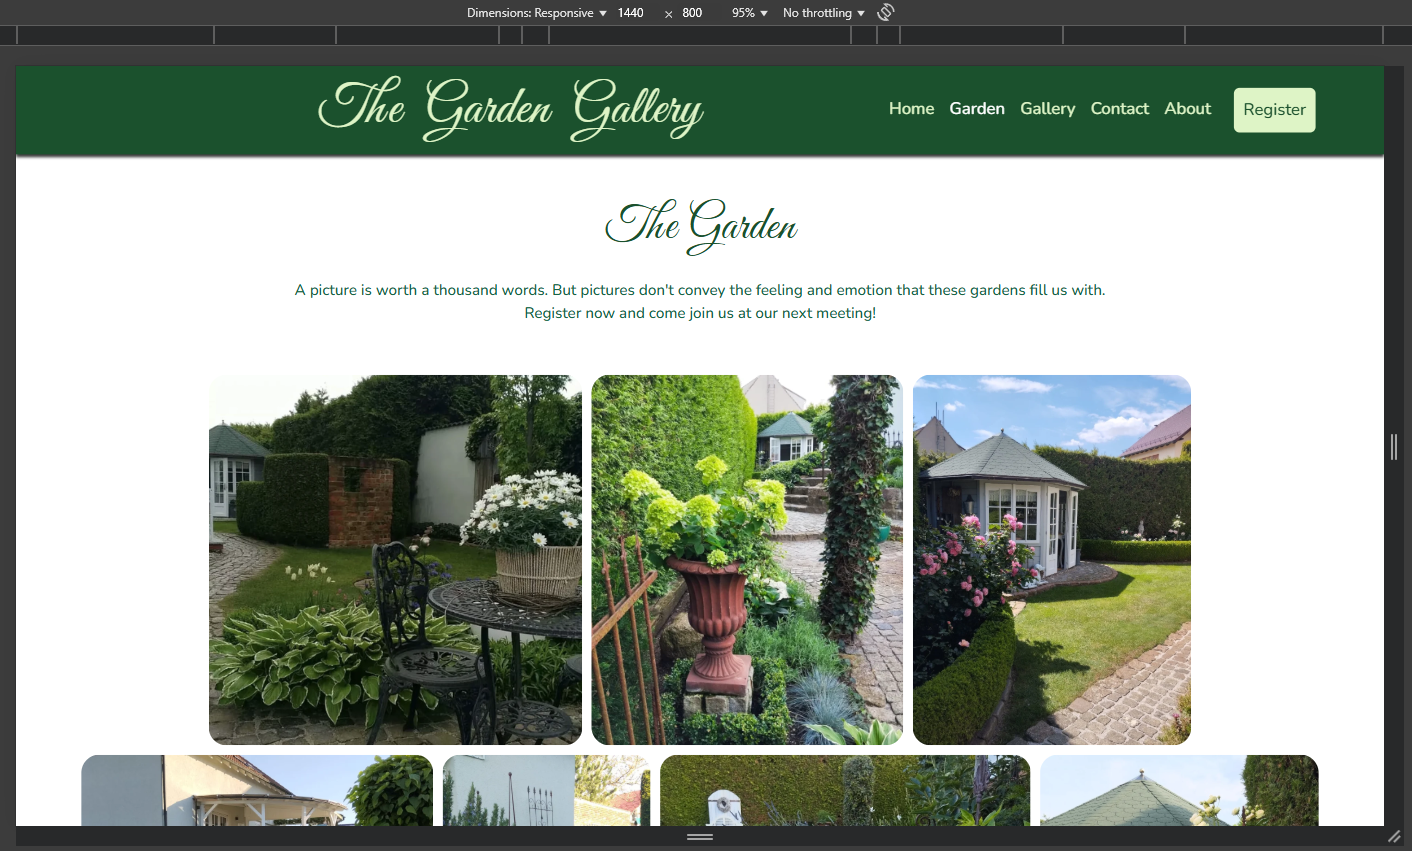 Dimensions: Responsive 1440 × 800 95% No throttling
The Garden Gallery Home Garden Gallery Contact About Register
The Garden
A picture is worth a thousand words. But pictures don't convey the feeling and emotion that these gardens fill us with.
Register now and come join us at our next meeting!